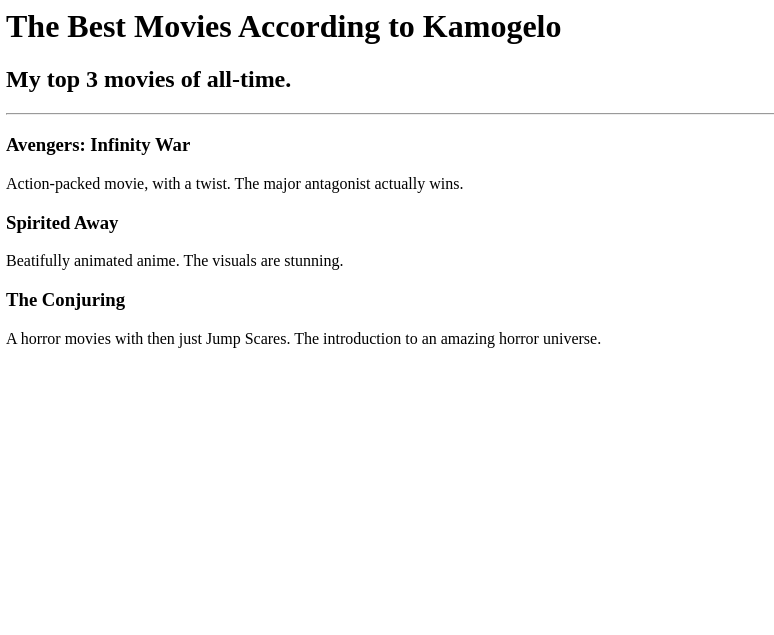 The Best Movies According to Kamogelo
My top 3 movies of all-time.
Avengers: Infinity War
Action-packed movie, with a twist. The major antagonist actually wins.
Spirited Away
Beatifully animated anime. The visuals are stunning.
The Conjuring
A horror movies with then just Jump Scares. The introduction to an amazing horror universe.